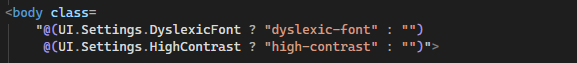 <body class=
"@(UI.Settings.DyslexicFont ? "dyslexic-font" : "")
@(UI.Settings.HighContrast ? "high-contrast" : "")">